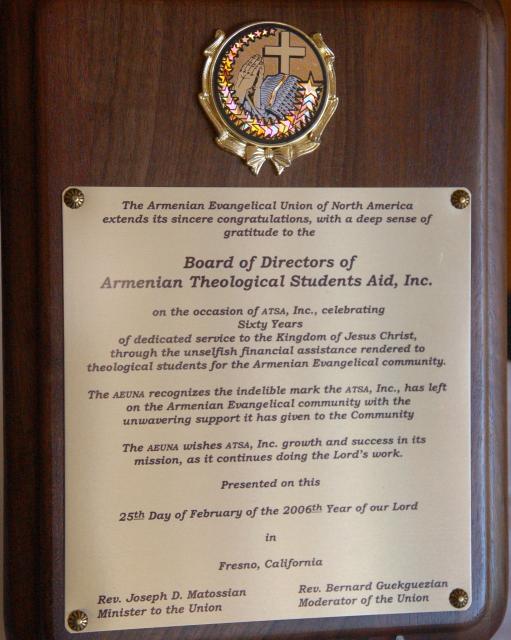 The Armenian Evangelical Union of North America
extends its sincere congratulations, with a deep sense of
gratitude to the
Board of Directors of
Armenian Theological Students Aid, Inc.
on the occasion of ATSA, Inc., celebrating
Sixty Years
of dedicated service to the Kingdom of Jesus Christ,
through the unselfish financial assistance rendered to
theological students for the Armenian Evangelical community.
The AEUNA recognizes the indelible mark the ATSA, Inc., has left
on the Armenian Evangelical community with the
unwavering support it has given to the Community
The AEUNA wishes ATSA, Inc. growth and success in its
mission, as it continues doing the Lord's work.
Presented on this
25th Day of February of the 2006th Year of our Lord
in
Fresno, California
Rev. Joseph D. Matossian
Minister to the Union
Rev. Bernard Guekguezian
Moderator of the Union